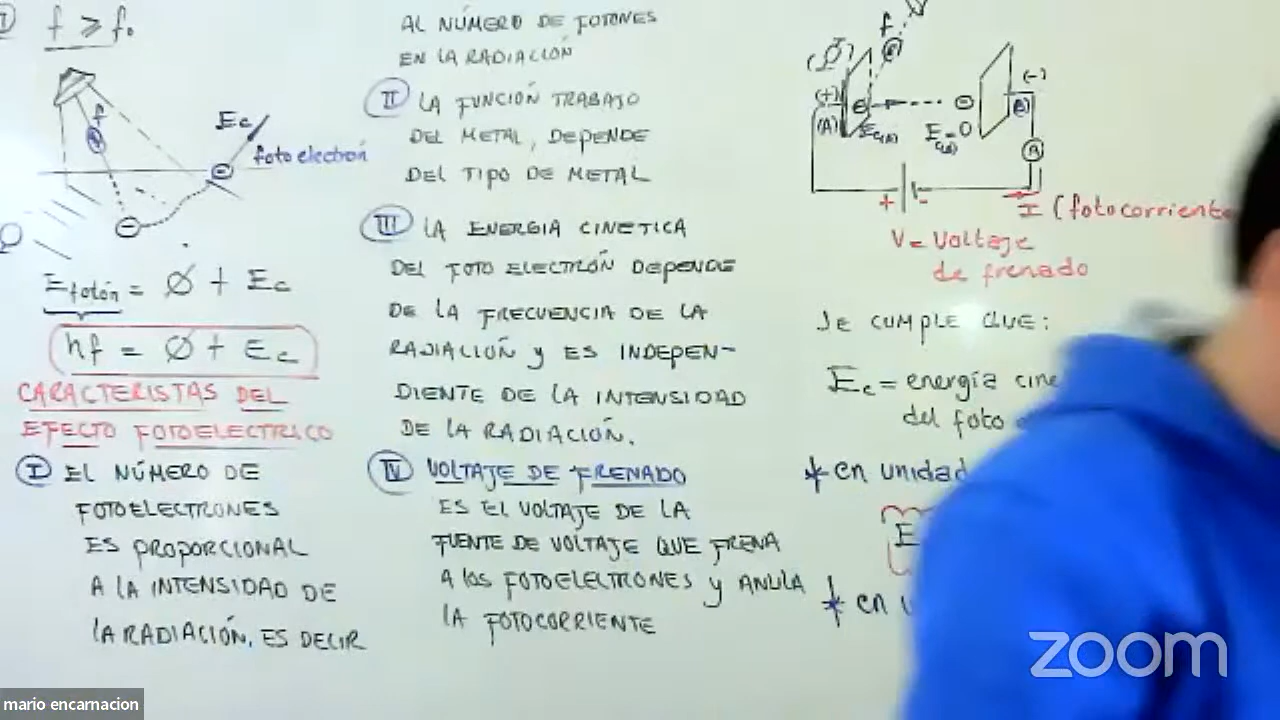 I
f ≥ f₀
f
Ec
foto electrón
E fotón = Ø + Ec
hf = Ø + Ec
CARACTERISTAS DEL
EFECTO FOTOELECTRICO
I EL NÚMERO DE
FOTOELECTRONES
ES PROPORCIONAL
A LA INTENSIDAD DE
LA RADIACIÓN, ES DECIR
AL NÚMERO DE FOTONES
EN LA RADIACIÓN
II LA FUNCIÓN TRABAJO
DEL METAL, DEPENDE
DEL TIPO DE METAL
III LA ENERGIA CINETICA
DEL FOTO ELECTRÓN DEPENDE
DE LA FRECUENCIA DE LA
RADIACIÓN y ES INDEPEN-
DIENTE DE LA INTENSIDAD
DE LA RADIACIÓN.
IV VOLTAJE DE FRENADO
ES EL VOLTAJE DE LA
FUENTE DE VOLTAJE QUE FRENA
A LOS FOTOELECTRONES y ANULA
LA FOTOCORRIENTE
f
(Ø)
(+)
(A)
Ec(A)
Ec(B)=0
(-)
(B)
+ -
I (fotocorriente
V = Voltaje
de frenado
SE CUMPLE QUE:
Ec = energía cine
del foto
* en unidad
E
* en
zoom
mario encarnacion